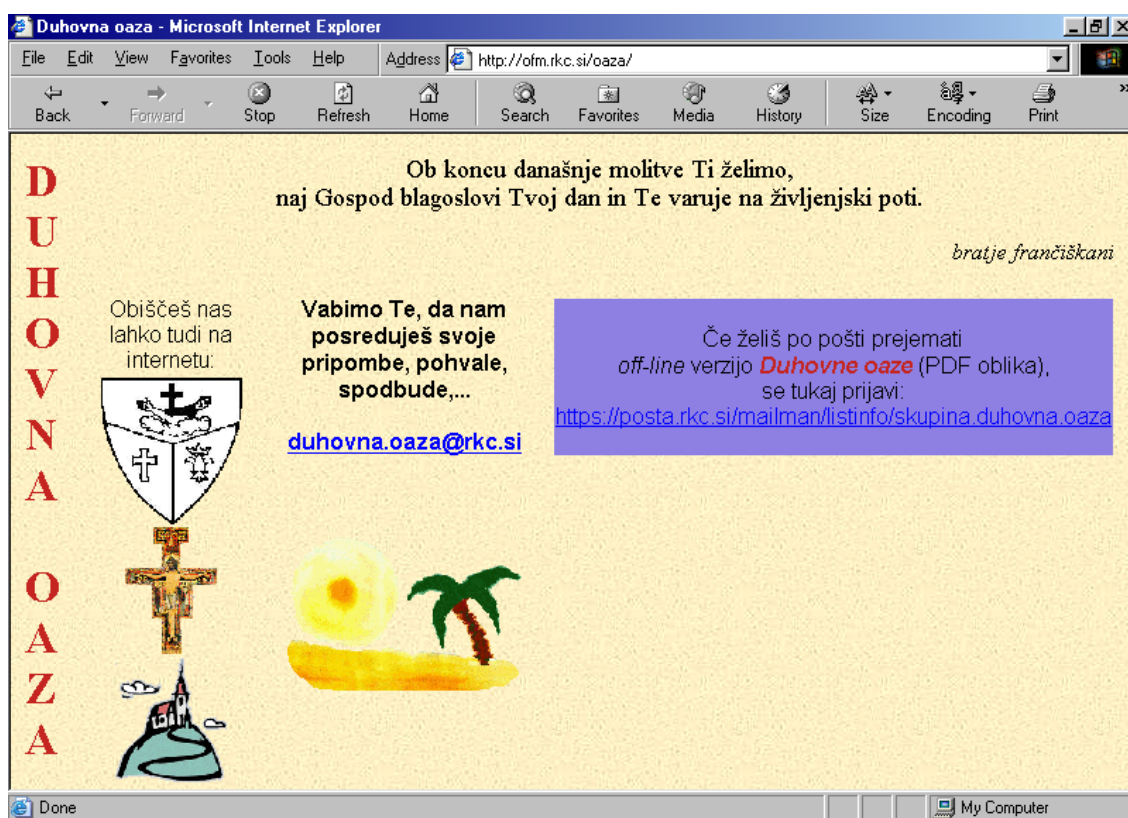 Duhovna oaza - Microsoft Internet Explorer
File Edit View Favorites Tools Help Address http://ofm.rkc.si/oaza/
Back Forward Stop Refresh Home Search Favorites Media History Size Encoding Print
DUHOVNA OAZA
Ob koncu današnje molitve Ti želimo,
naj Gospod blagoslovi Tvoj dan in Te varuje na življenjski poti.
bratje frančiškani
Obiščeš nas
lahko tudi na
internetu:
Vabimo Te, da nam
posreduješ svoje
pripombe, pohvale,
spodbude,...
duhovna.oaza@rkc.si
Če želiš po pošti prejemati
off-line verzijo Duhovne oaze (PDF oblika),
se tukaj prijavi:
https://posta.rkc.si/mailman/listinfo/skupina.duhovna.oaza
Done My Computer